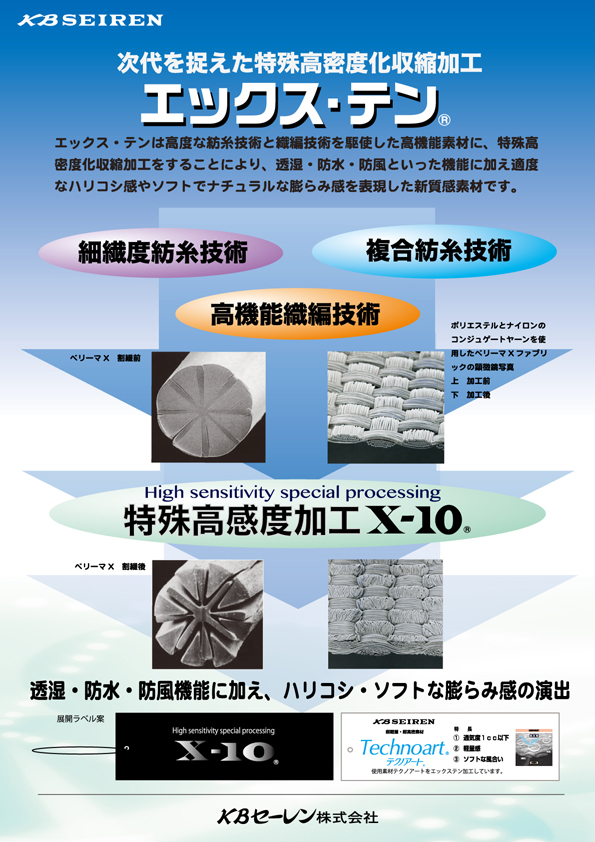 KB SEIREN
次代を捉えた特殊高密度化収縮加工
エックス・テン®
エックス・テンは高度な紡糸技術と織編技術を駆使した高機能素材に、特殊高
密度化収縮加工をすることにより、透湿・防水・防風といった機能に加え適度
なハリコシ感やソフトでナチュラルな膨らみ感を表現した新質感素材です。
細繊度紡糸技術
複合紡糸技術
高機能織編技術
ベリーマX 割繊前
ポリエステルとナイロンの
コンジュゲートヤーンを使
用したベリーマXファブリ
ックの顕微鏡写真
上 加工前
下 加工後
High sensitivity special processing
特殊高感度加工X-10®
ベリーマX 割繊後
透湿・防水・防風機能に加え、ハリコシ・ソフトな膨らみ感の演出
展開ラベル案
High sensitivity special processing
X-10®
KB SEIREN
超軽量・超高密素材
Technoart®
テクノアート®
特 長
① 通気度1cc以下
② 軽量感
③ ソフトな風合い
使用素材テクノアートをエックステン加工しています。
KBセーレン株式会社